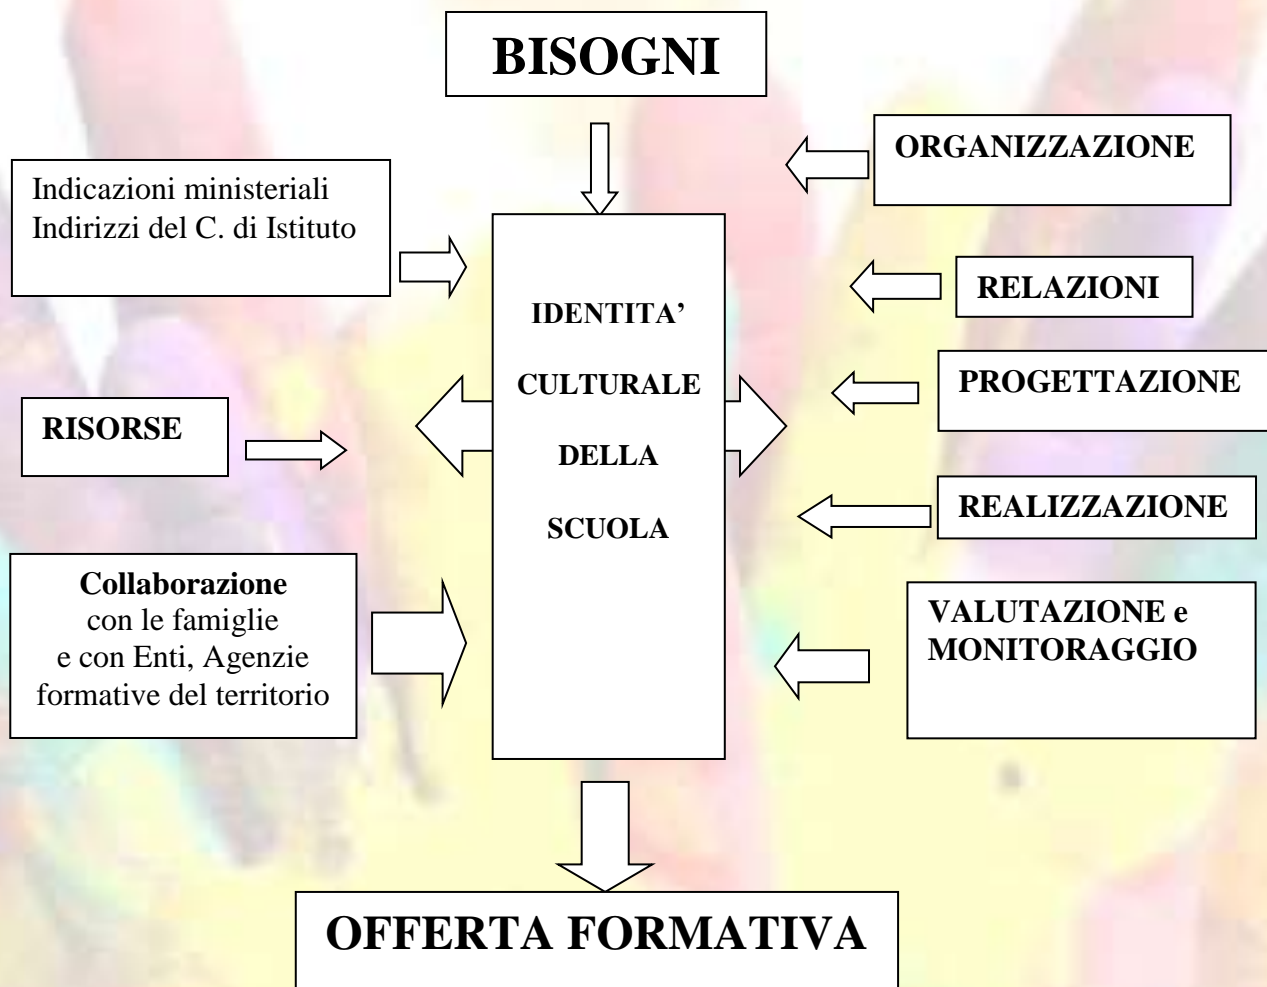 BISOGNI
ORGANIZZAZIONE
Indicazioni ministeriali
Indirizzi del C. di Istituto
RELAZIONI
IDENTITA’
CULTURALE
DELLA
SCUOLA
PROGETTAZIONE
RISORSE
REALIZZAZIONE
Collaborazione
con le famiglie
e con Enti, Agenzie
formative del territorio
VALUTAZIONE e
MONITORAGGIO
OFFERTA FORMATIVA